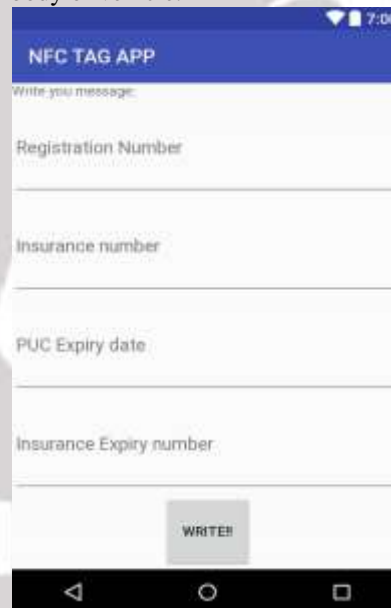 7:00
NFC TAG APP
Write you message:
Registration Number
Insurance number
PUC Expiry date
Insurance Expiry number
WRITE!!